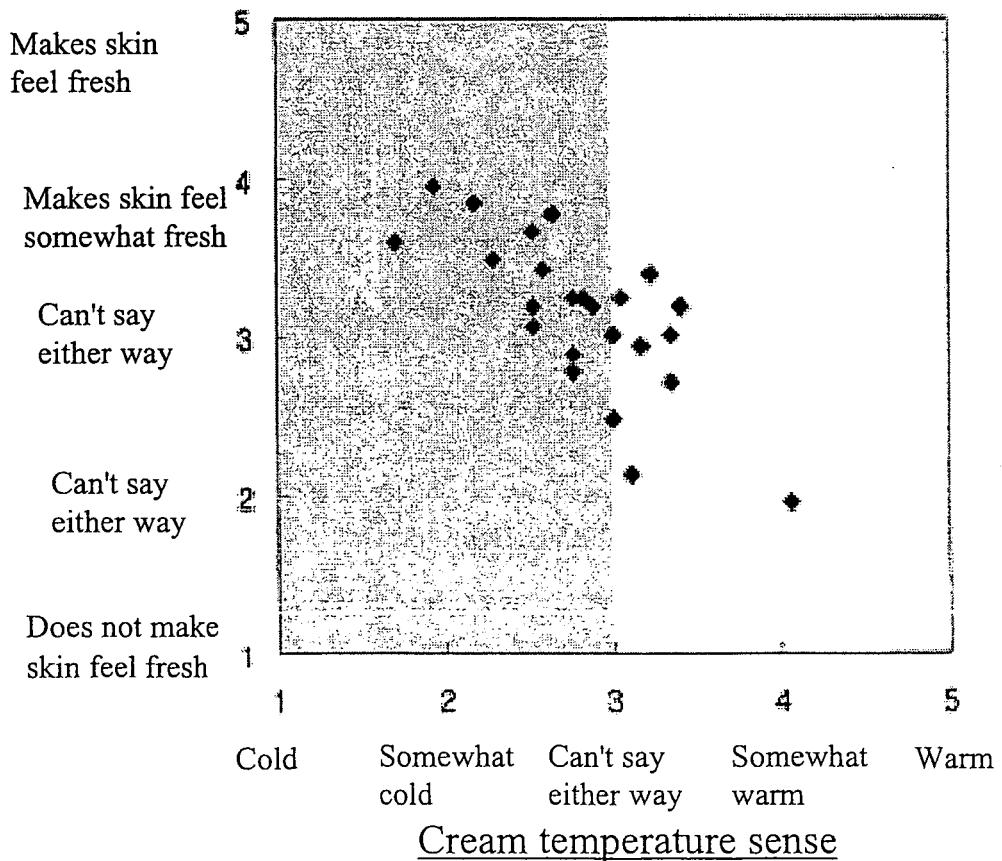 5
Makes skin
feel fresh
4
Makes skin feel
somewhat fresh
Can't say
either way
3
Can't say
either way
2
Does not make
skin feel fresh
1
1 2 3 4 5
Cold Somewhat cold Can't say either way Somewhat warm Warm
Cream temperature sense